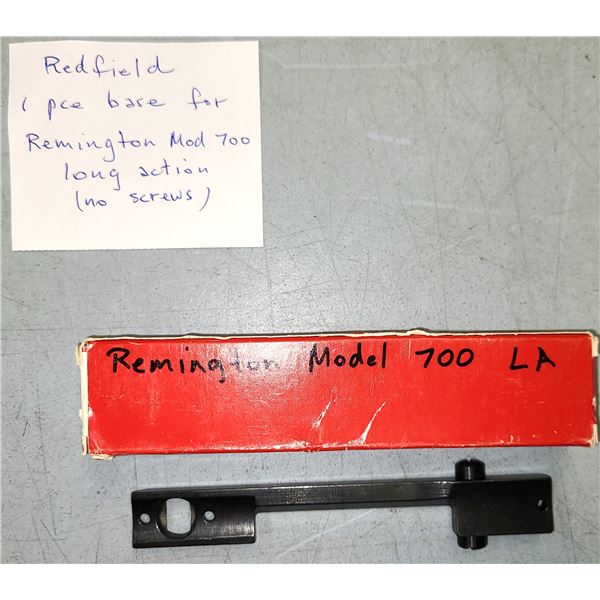 Redfield
1 pce base for
Remington Mod 700
long action
(no screws)
Remington Model 700 LA